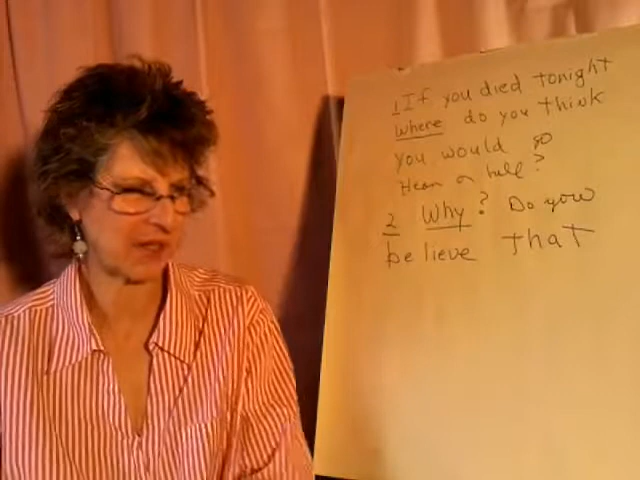 1 If you died tonight
where do you think
you would go
Hean or hell?
2 Why? Do you
believe that